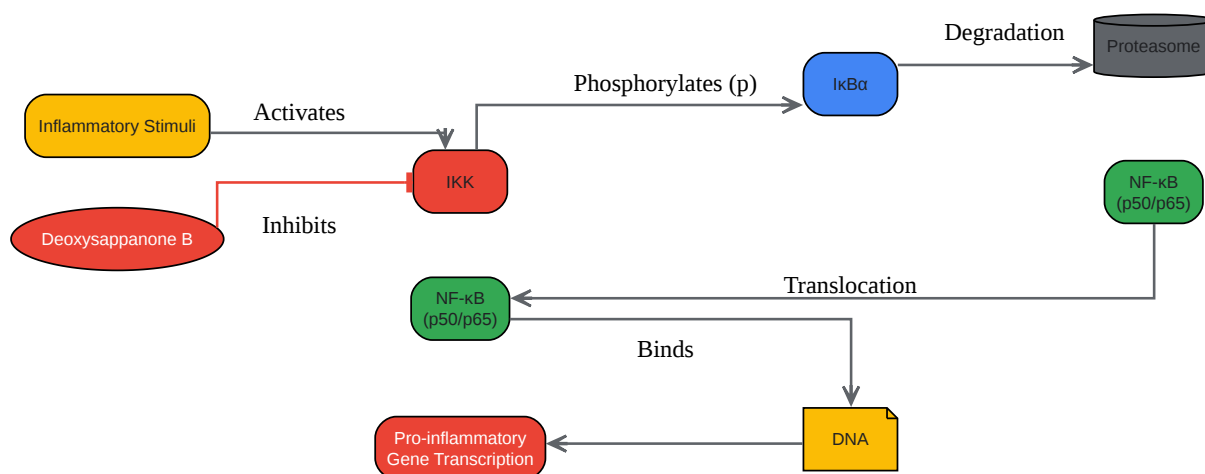 Degradation
Proteasome
Phosphorylates (p)
IκBα
Activates
Inflammatory Stimuli
IKK
NF-κB
(p50/p65)
Inhibits
Deoxysappanone B
Translocation
NF-κB
(p50/p65)
Binds
DNA
Pro-inflammatory
Gene Transcription